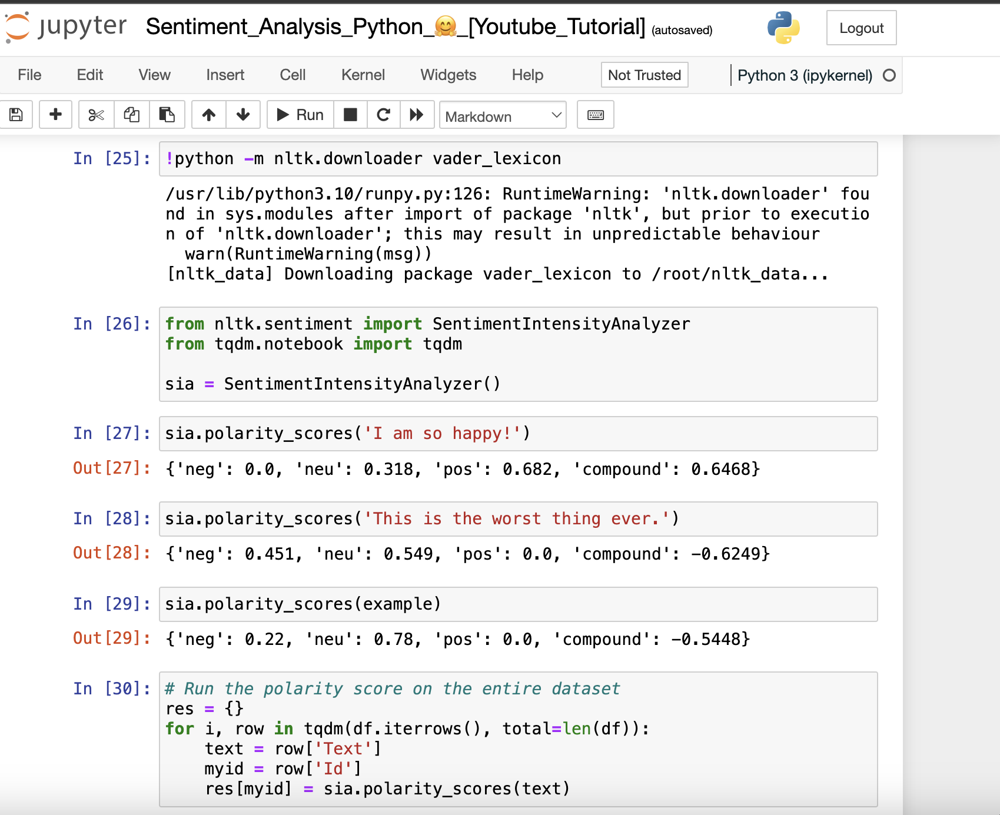 jupyter Sentiment_Analysis_Python_🤗_[Youtube_Tutorial] (autosaved) Logout
File Edit View Insert Cell Kernel Widgets Help Not Trusted Python 3 (ipykernel)
Run Markdown
In [25]: !python -m nltk.downloader vader_lexicon
/usr/lib/python3.10/runpy.py:126: RuntimeWarning: 'nltk.downloader' fou
nd in sys.modules after import of package 'nltk', but prior to executio
n of 'nltk.downloader'; this may result in unpredictable behaviour
  warn(RuntimeWarning(msg))
[nltk_data] Downloading package vader_lexicon to /root/nltk_data...
In [26]: from nltk.sentiment import SentimentIntensityAnalyzer
from tqdm.notebook import tqdm
sia = SentimentIntensityAnalyzer()
In [27]: sia.polarity_scores('I am so happy!')
Out[27]: {'neg': 0.0, 'neu': 0.318, 'pos': 0.682, 'compound': 0.6468}
In [28]: sia.polarity_scores('This is the worst thing ever.')
Out[28]: {'neg': 0.451, 'neu': 0.549, 'pos': 0.0, 'compound': -0.6249}
In [29]: sia.polarity_scores(example)
Out[29]: {'neg': 0.22, 'neu': 0.78, 'pos': 0.0, 'compound': -0.5448}
In [30]: # Run the polarity score on the entire dataset
res = {}
for i, row in tqdm(df.iterrows(), total=len(df)):
    text = row['Text']
    myid = row['Id']
    res[myid] = sia.polarity_scores(text)